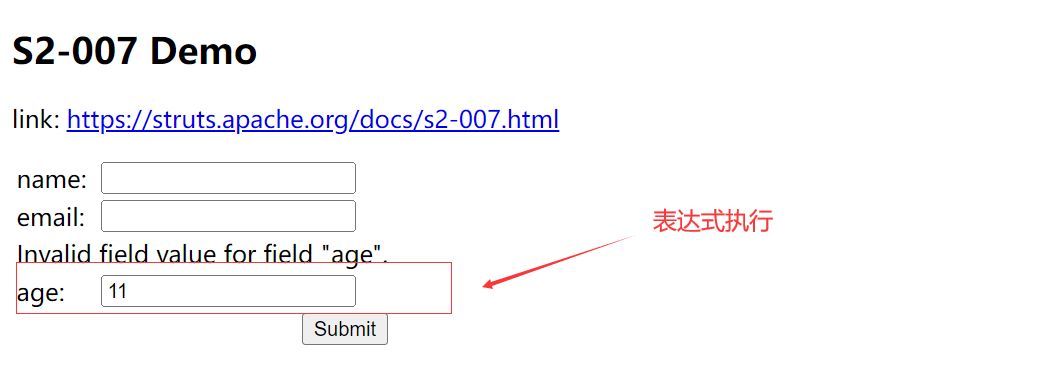 S2-007 Demo
link: https://struts.apache.org/docs/s2-007.html
name:
email:
表达式执行
Invalid field value for field "age".
age: 11
Submit